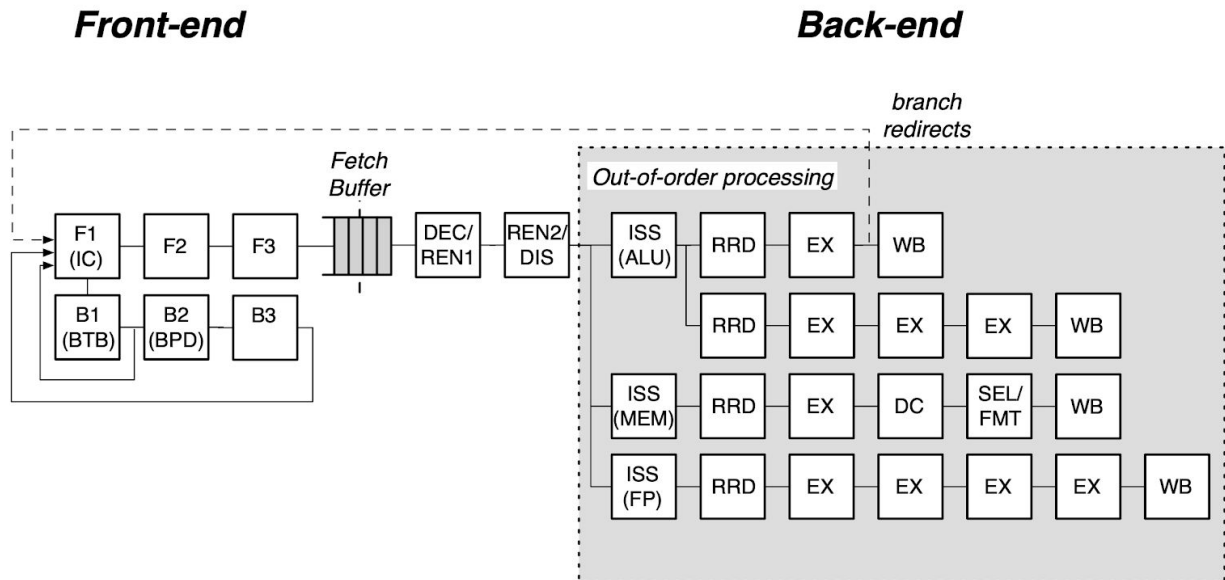 Front-end
Back-end
branch
redirects
Fetch
Buffer
Out-of-order processing
F1
(IC)
F2
F3
DEC/
REN1
REN2/
DIS
ISS
(ALU)
RRD
EX
WB
B1
(BTB)
B2
(BPD)
B3
RRD
EX
EX
EX
WB
ISS
(MEM)
RRD
EX
DC
SEL/
FMT
WB
ISS
(FP)
RRD
EX
EX
EX
EX
WB